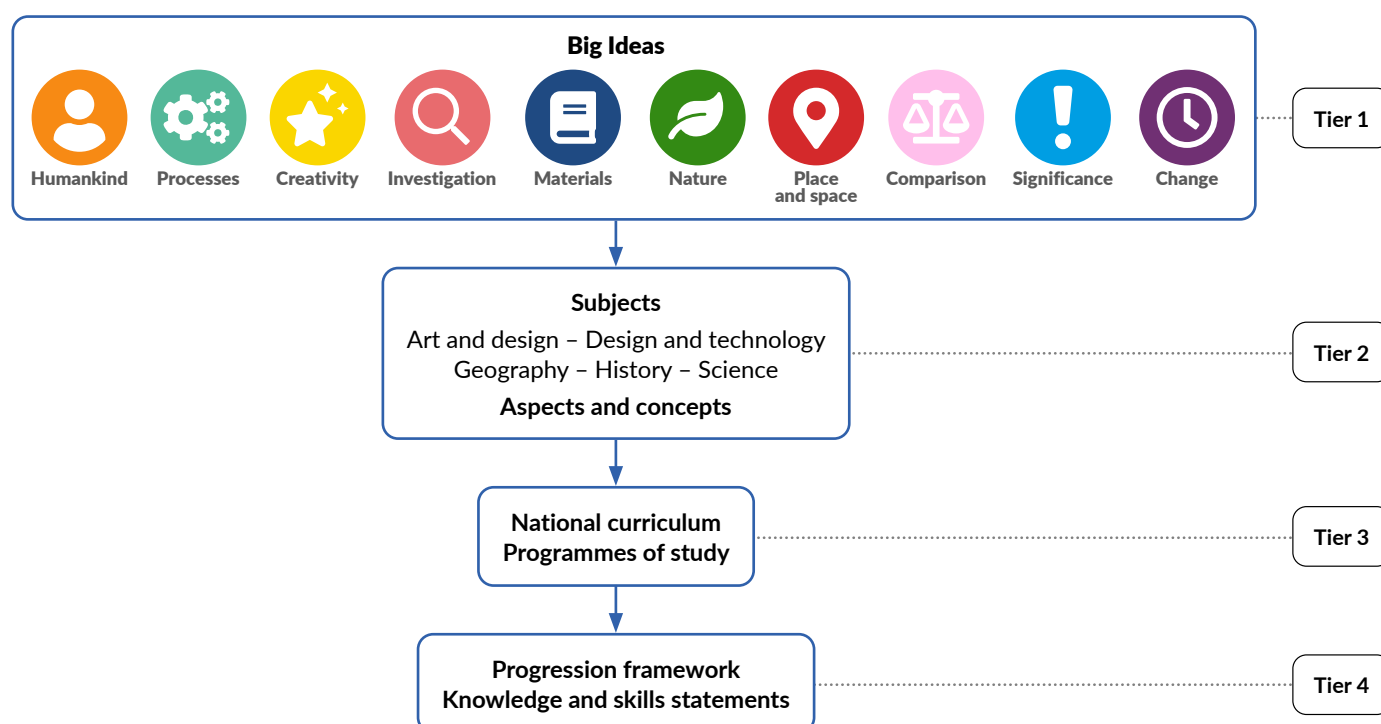 Big Ideas
Humankind
Processes
Creativity
Investigation
Materials
Nature
Place
and space
Comparison
Significance
Change
Tier 1
Subjects
Art and design – Design and technology
Geography – History – Science
Aspects and concepts
Tier 2
National curriculum
Programmes of study
Tier 3
Progression framework
Knowledge and skills statements
Tier 4